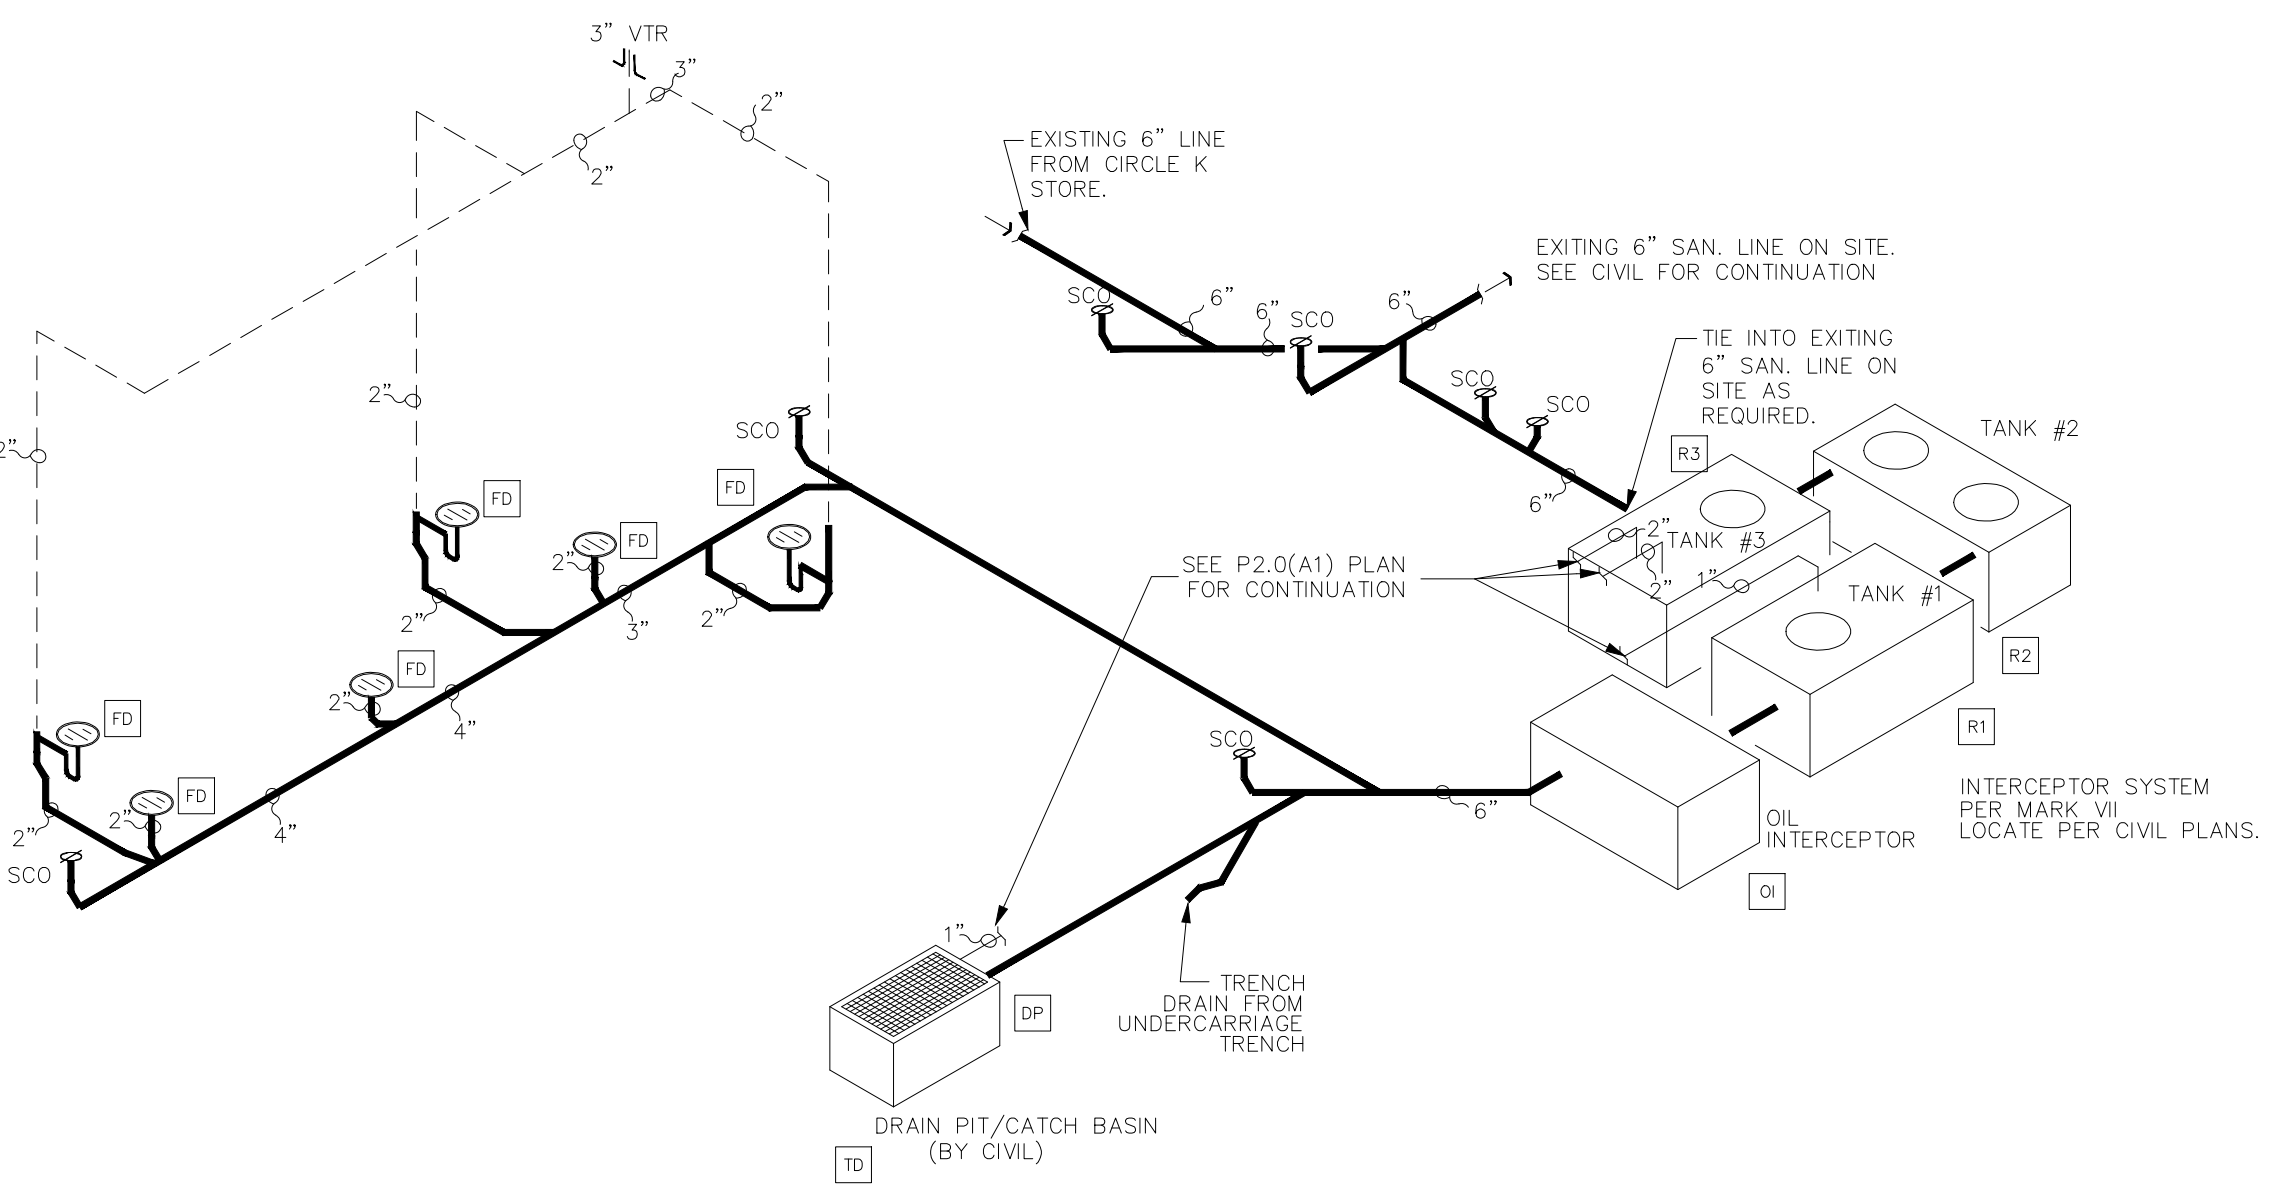 3" VTR
3"
2"
2"
EXISTING 6" LINE
FROM CIRCLE K
STORE.
EXITING 6" SAN. LINE ON SITE.
SEE CIVIL FOR CONTINUATION
SCO
6"
6"
SCO
6"
TIE INTO EXITING
6" SAN. LINE ON
SITE AS
REQUIRED.
SCO
SCO
6"
2"
2"
SCO
FD
FD
FD
2"
2"
3"
2"
FD
2"
4"
FD
FD
2"
2"
4"
SCO
R3
TANK #2
2"
TANK #3
2"
1"
TANK #1
R2
R1
SEE P2.0(A1) PLAN
FOR CONTINUATION
SCO
6"
OIL
INTERCEPTOR
OI
INTERCEPTOR SYSTEM
PER MARK VII
LOCATE PER CIVIL PLANS.
1"
DP
TRENCH
DRAIN FROM
UNDERCARRIAGE
TRENCH
DRAIN PIT/CATCH BASIN
(BY CIVIL)
TD